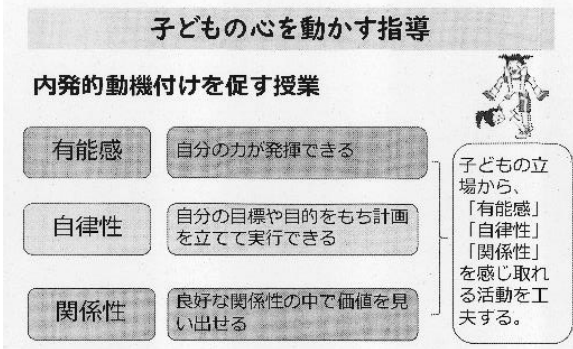 子どもの心を動かす指導
内発的動機付けを促す授業
有能感
自分の力が発揮できる
自律性
自分の目標や目的をもち計画
を立てて実行できる
関係性
良好な関係性の中で価値を見
い出せる
子どもの立
場から、
「有能感」
「自律性」
「関係性」
を感じ取れ
る活動を工
夫する。